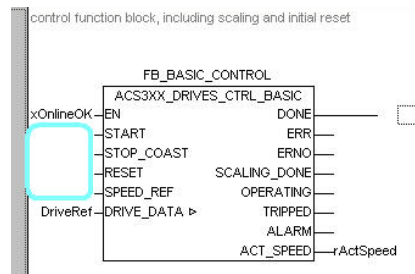 control function block, including scaling and initial reset
FB_BASIC_CONTROL
ACS3XX_DRIVES_CTRL_BASIC
xOnlineOK EN DONE
START ERR
STOP_COAST ERNO
RESET SCALING_DONE
SPEED_REF OPERATING
DriveRef DRIVE_DATA ▷ TRIPPED
ALARM
ACT_SPEED rActSpeed